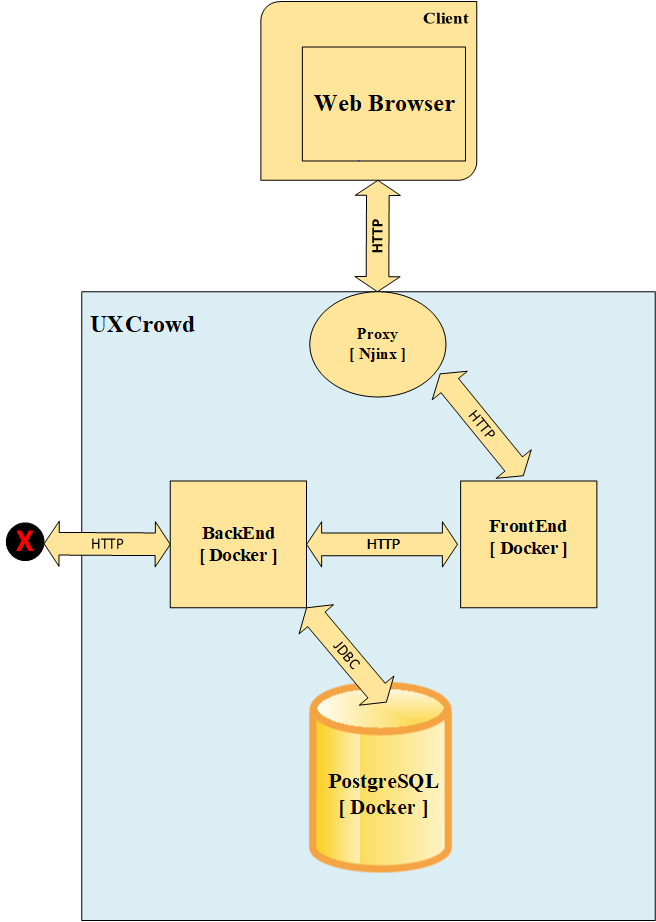 Client
Web Browser
HTTP
UXCrowd
Proxy
[ Njinx ]
HTTP
FrontEnd
[ Docker ]
BackEnd
[ Docker ]
X
HTTP
HTTP
JDBC
PostgreSQL
[ Docker ]